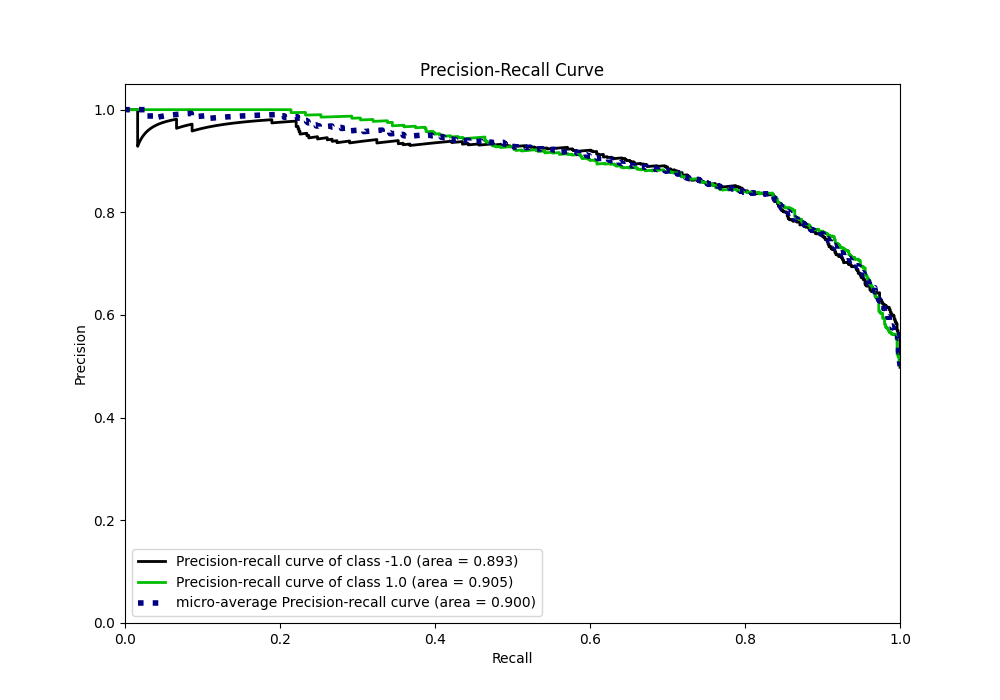 Precision-Recall Curve
1.0
0.8
0.6
0.4
0.2
0.0
Precision
Precision-recall curve of class -1.0 (area = 0.893)
Precision-recall curve of class 1.0 (area = 0.905)
micro-average Precision-recall curve (area = 0.900)
0.0 0.2 0.4 0.6 0.8 1.0
Recall